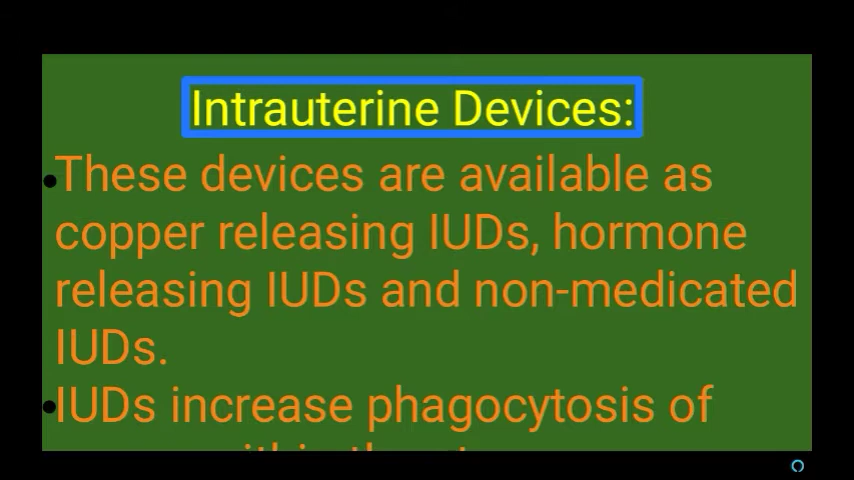 Intrauterine Devices:
•These devices are available as
copper releasing IUDs, hormone
releasing IUDs and non-medicated
IUDs.
•IUDs increase phagocytosis of